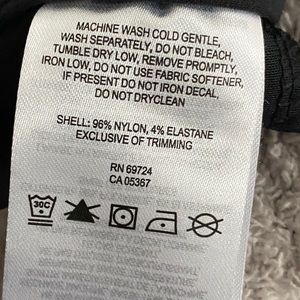 MACHINE WASH COLD GENTLE,
WASH SEPARATELY, DO NOT BLEACH,
TUMBLE DRY LOW, REMOVE PROMPTLY,
IRON LOW, DO NOT USE FABRIC SOFTENER,
IF PRESENT DO NOT IRON DECAL,
DO NOT DRYCLEAN
SHELL: 96% NYLON, 4% ELASTANE
EXCLUSIVE OF TRIMMING
RN 69724
CA 05367
30C